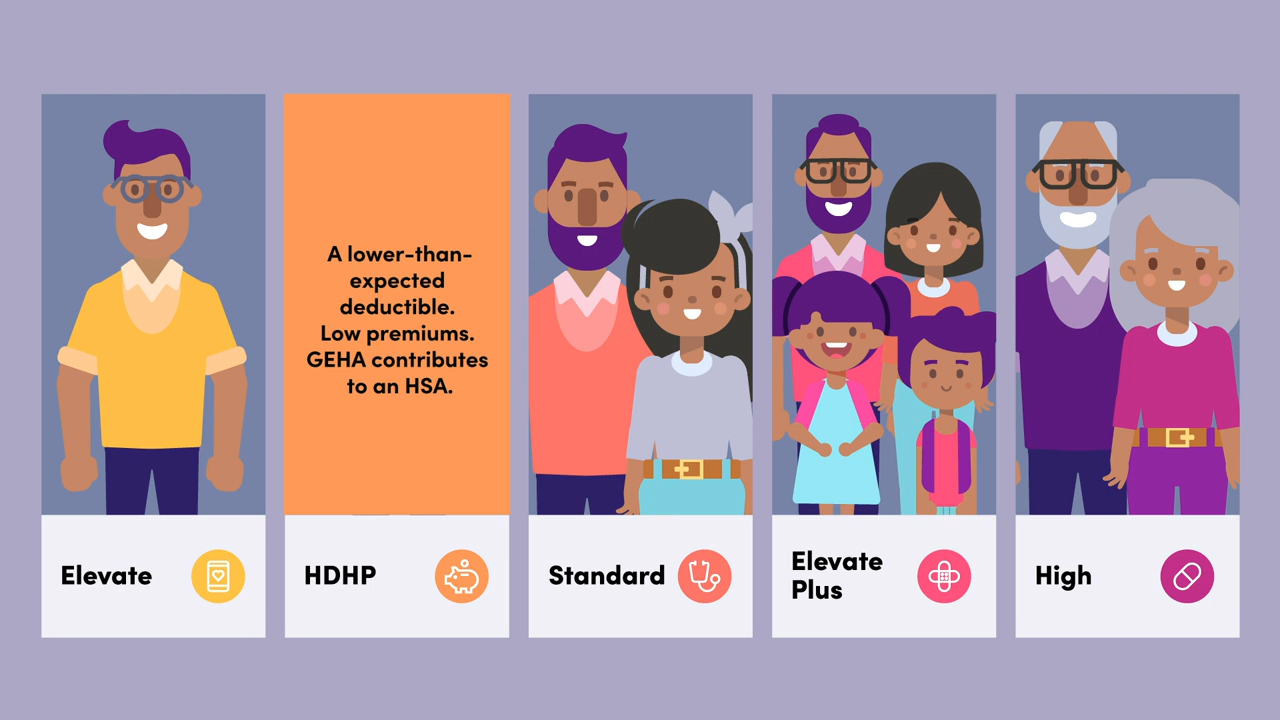 A lower-than-
expected
deductible.
Low premiums.
GEHA contributes
to an HSA.
Elevate
HDHP
Standard
Elevate
Plus
High